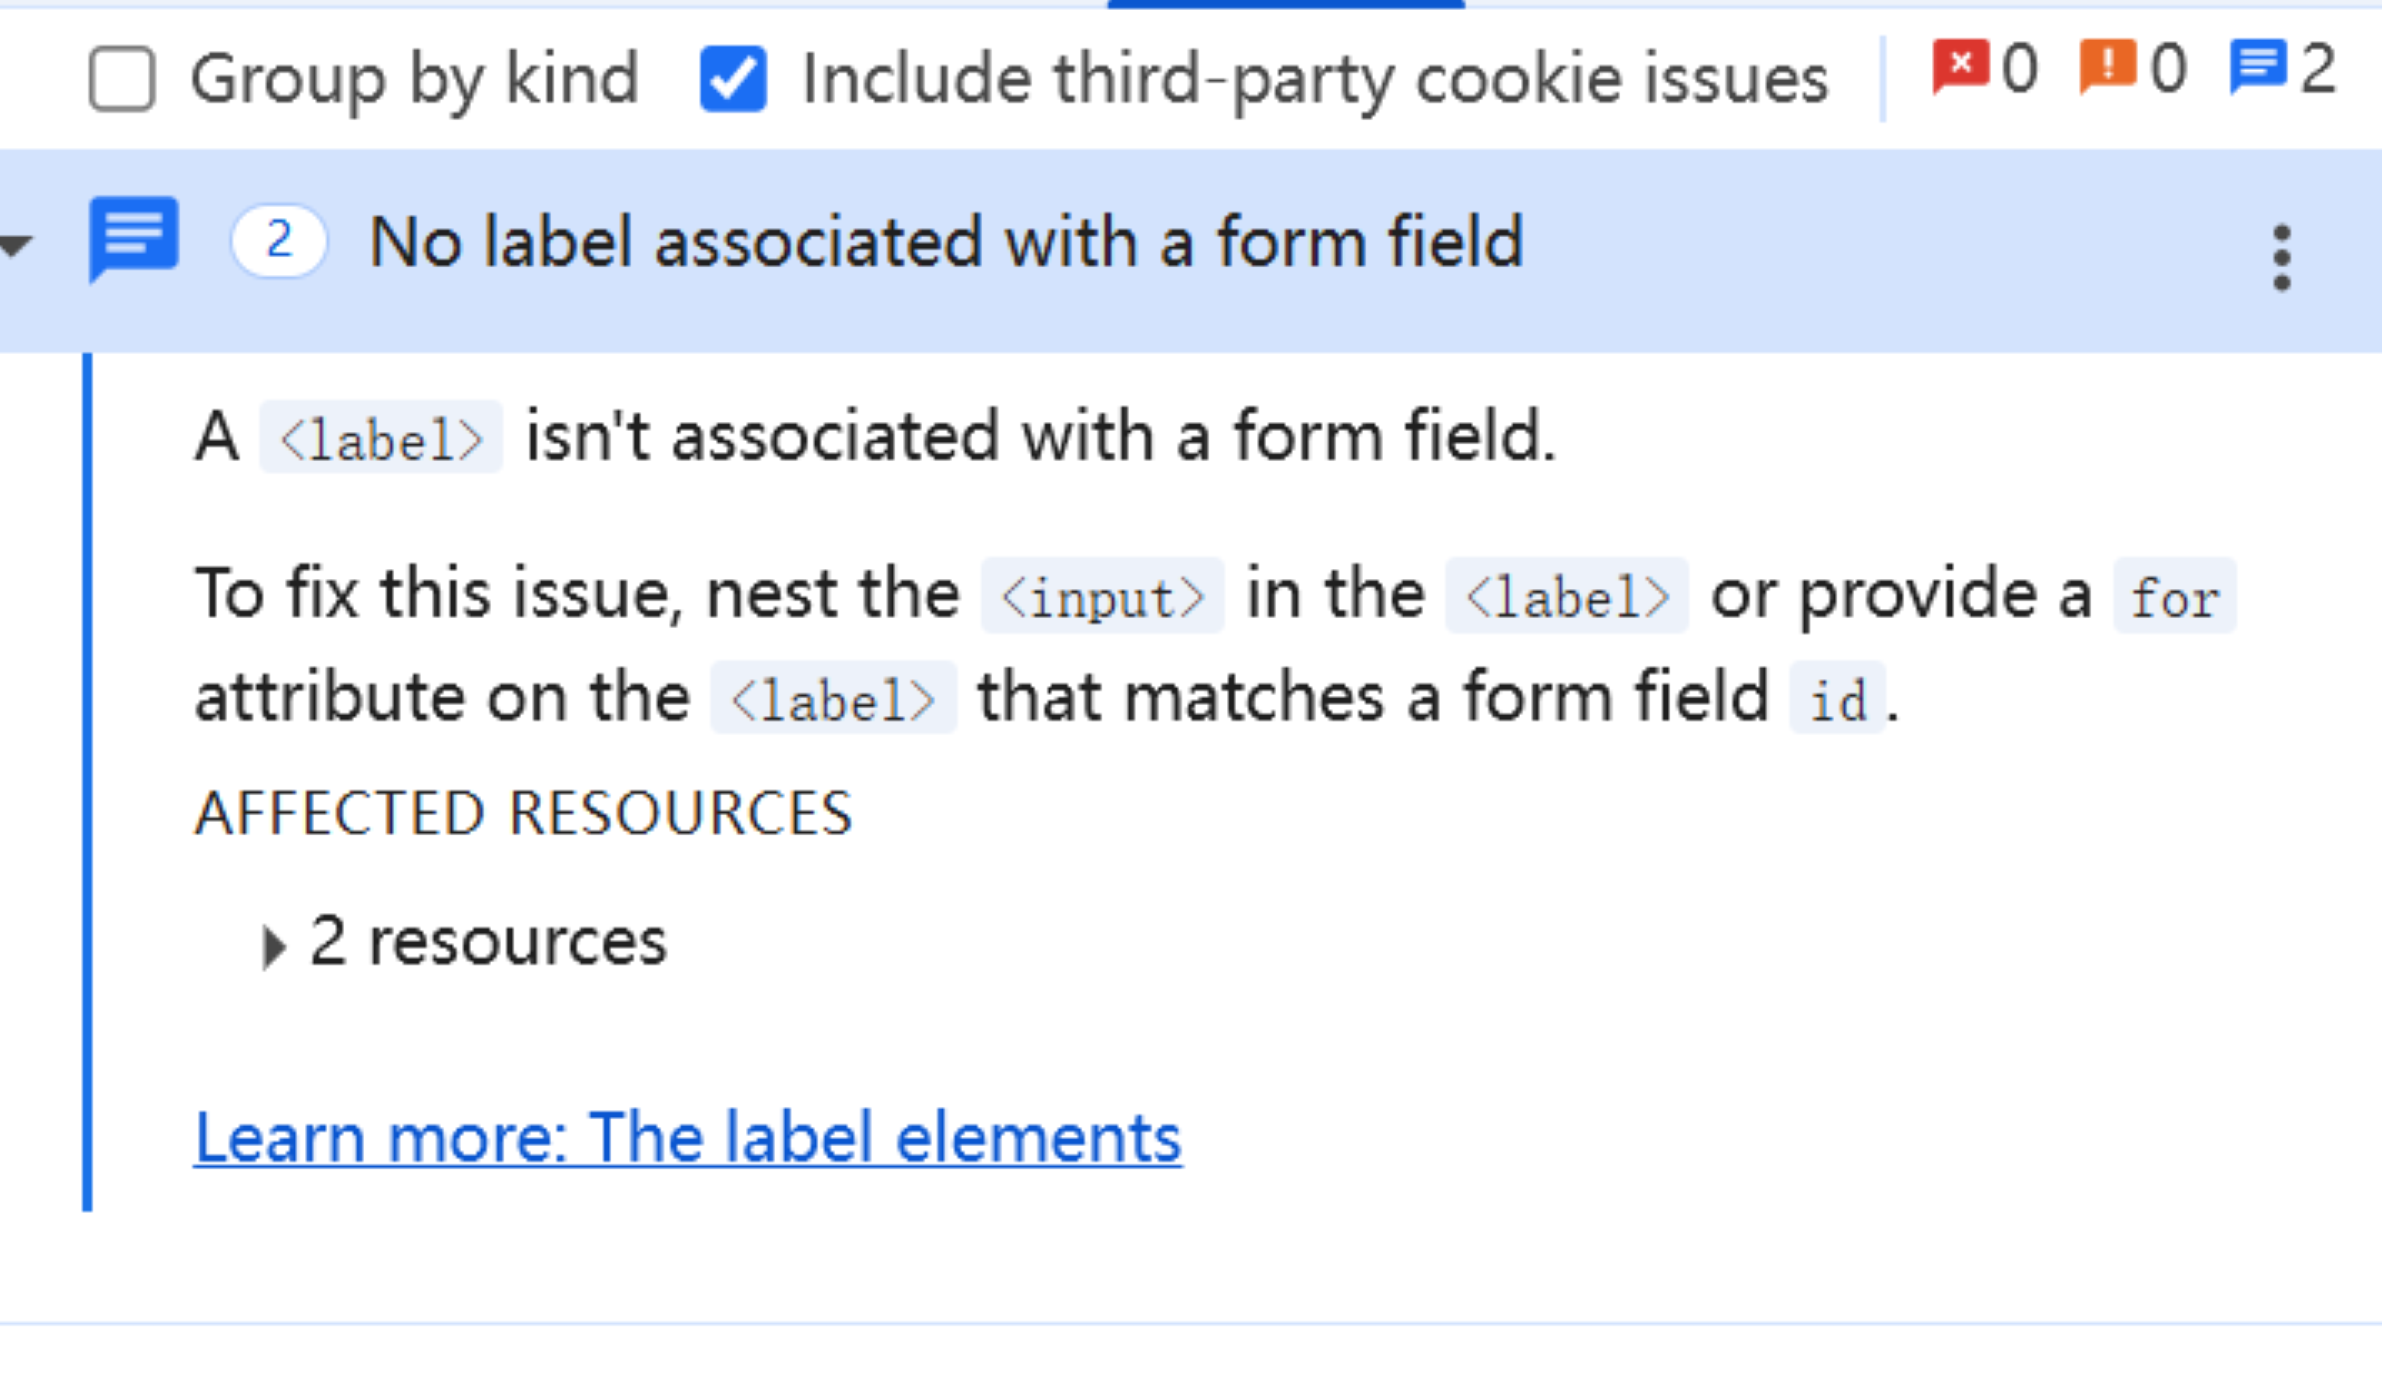 Group by kind Include third-party cookie issues 0 0 2
2 No label associated with a form field
A <label> isn't associated with a form field.
To fix this issue, nest the <input> in the <label> or provide a for
attribute on the <label> that matches a form field id.
AFFECTED RESOURCES
2 resources
Learn more: The label elements